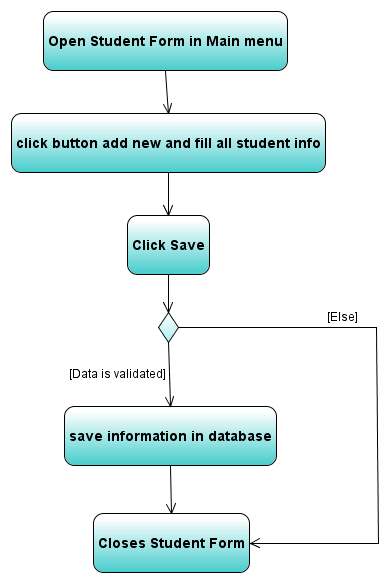 Open Student Form in Main menu
click button add new and fill all student info
Click Save
[Else]
[Data is validated]
save information in database
Closes Student Form